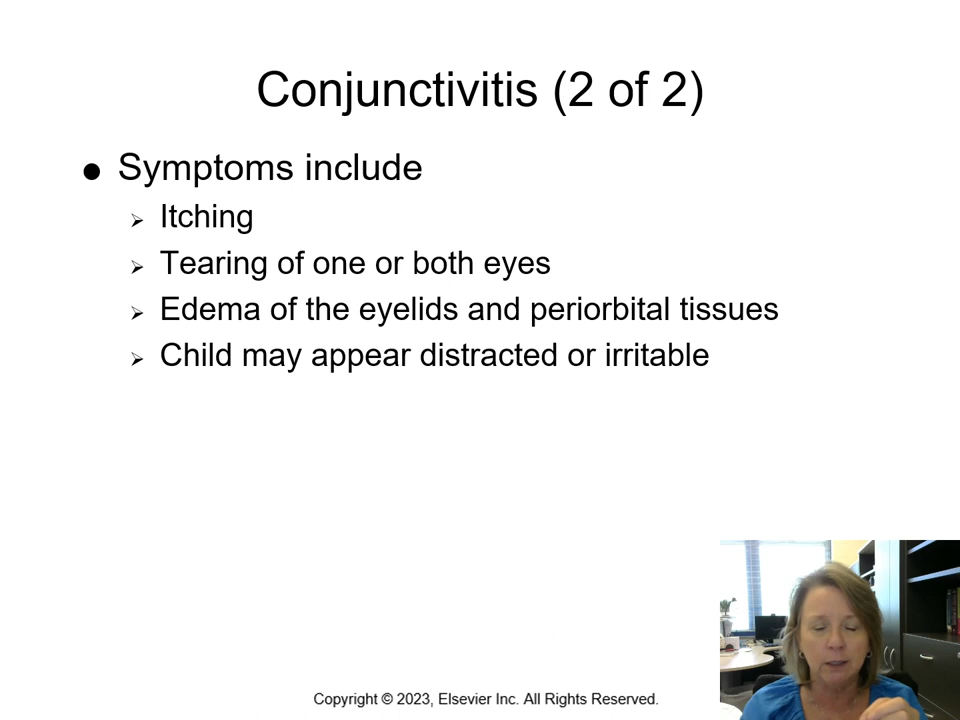 Conjunctivitis (2 of 2)
● Symptoms include
➢ Itching
➢ Tearing of one or both eyes
➢ Edema of the eyelids and periorbital tissues
➢ Child may appear distracted or irritable
Copyright © 2023, Elsevier Inc. All Rights Reserved.